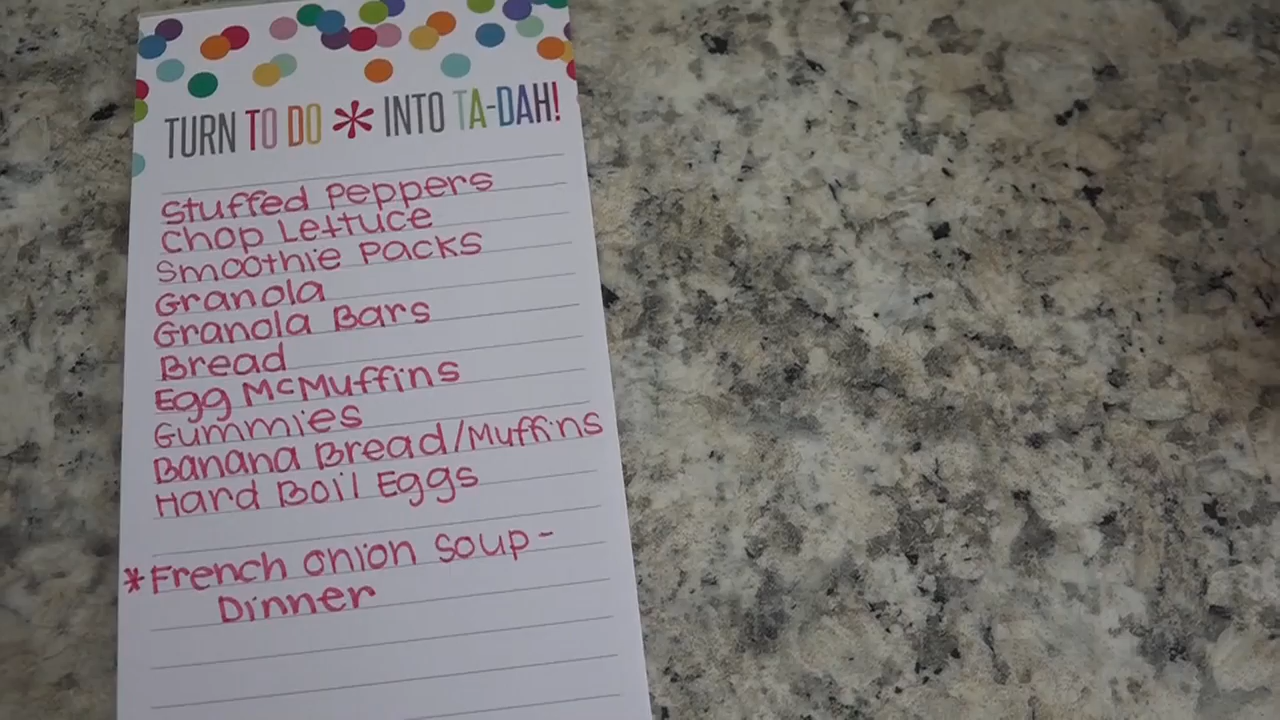 TURN TO DO * INTO TA-DAH!
Stuffed Peppers
Chop Lettuce
Smoothie Packs
Granola
Granola Bars
Bread
Egg McMuffins
Gummies
Banana Bread/Muffins
Hard Boil Eggs
*French Onion Soup-
Dinner